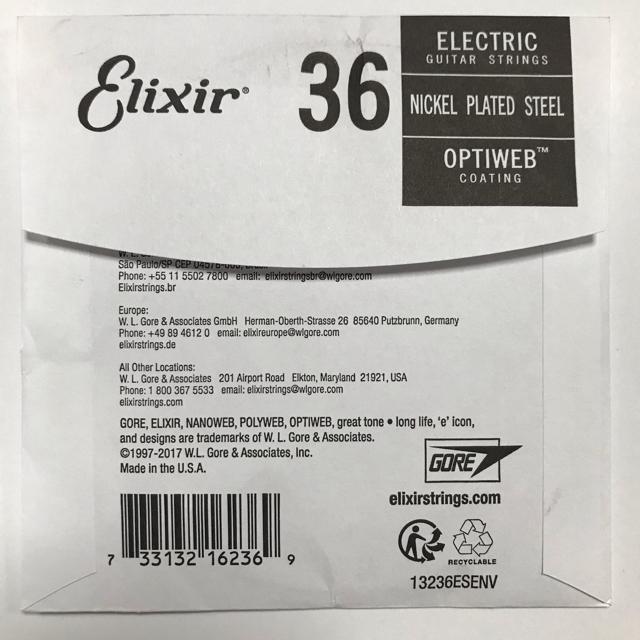 Elixir®
36
ELECTRIC
GUITAR STRINGS
NICKEL PLATED STEEL
OPTIWEB™
COATING
São Paulo/SP CEP
Phone: +55 11 5502 7800 email: elixirstringsbr@wlgore.com
Elixirstrings.br
Europe:
W. L. Gore & Associates GmbH Herman-Oberth-Strasse 26 85640 Putzbrunn, Germany
Phone: +49 89 4612 0 email: elixireurope@wlgore.com
elixirstrings.de
All Other Locations:
W. L. Gore & Associates 201 Airport Road Elkton, Maryland 21921, USA
Phone: 1 800 367 5533 email: elixirstrings@wlgore.com
elixirstrings.com
GORE, ELIXIR, NANOWEB, POLYWEB, OPTIWEB, great tone • long life, ‘e’ icon,
and designs are trademarks of W. L. Gore & Associates.
©1997-2017 W.L. Gore & Associates, Inc.
Made in the U.S.A.
GORE
elixirstrings.com
7 33132 16236 9
RECYCLABLE
13236ESENV